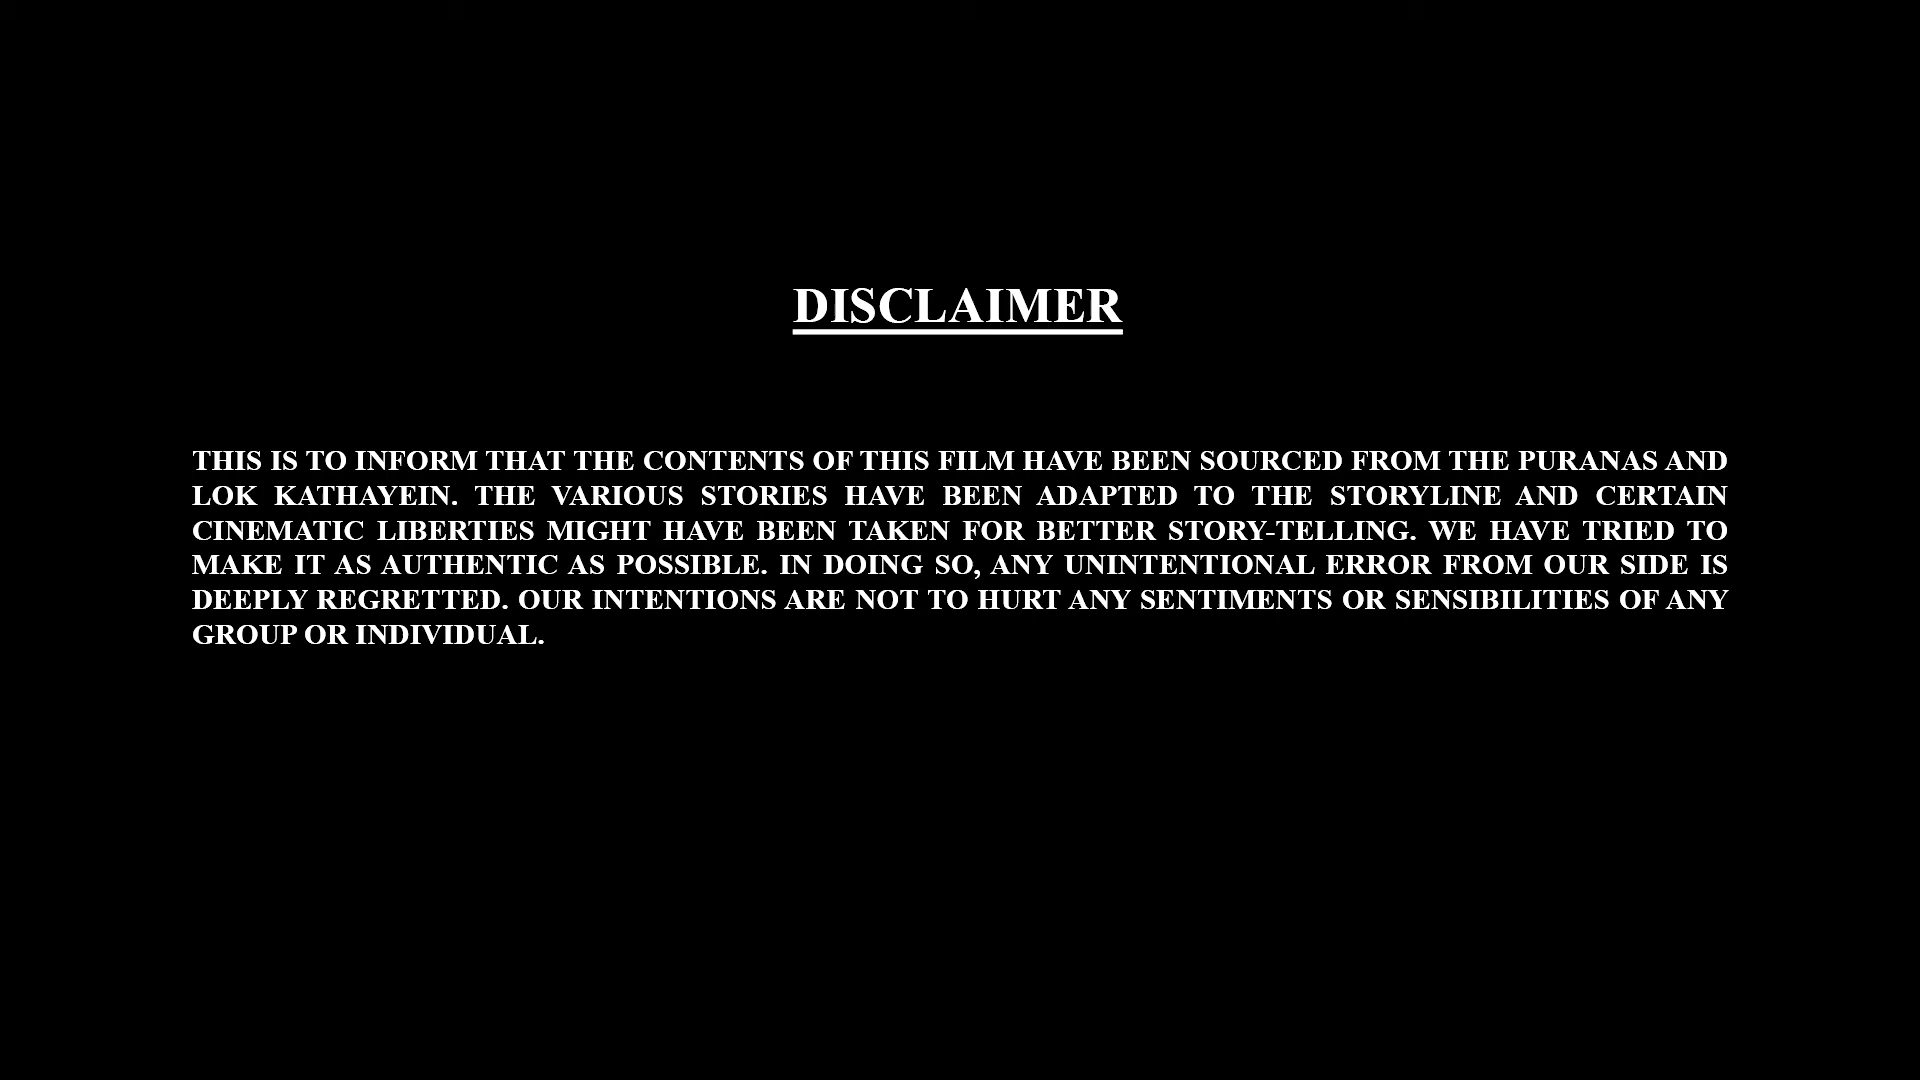 DISCLAIMER
THIS IS TO INFORM THAT THE CONTENTS OF THIS FILM HAVE BEEN SOURCED FROM THE PURANAS AND
LOK KATHAYEIN. THE VARIOUS STORIES HAVE BEEN ADAPTED TO THE STORYLINE AND CERTAIN
CINEMATIC LIBERTIES MIGHT HAVE BEEN TAKEN FOR BETTER STORY-TELLING. WE HAVE TRIED TO
MAKE IT AS AUTHENTIC AS POSSIBLE. IN DOING SO, ANY UNINTENTIONAL ERROR FROM OUR SIDE IS
DEEPLY REGRETTED. OUR INTENTIONS ARE NOT TO HURT ANY SENTIMENTS OR SENSIBILITIES OF ANY
GROUP OR INDIVIDUAL.